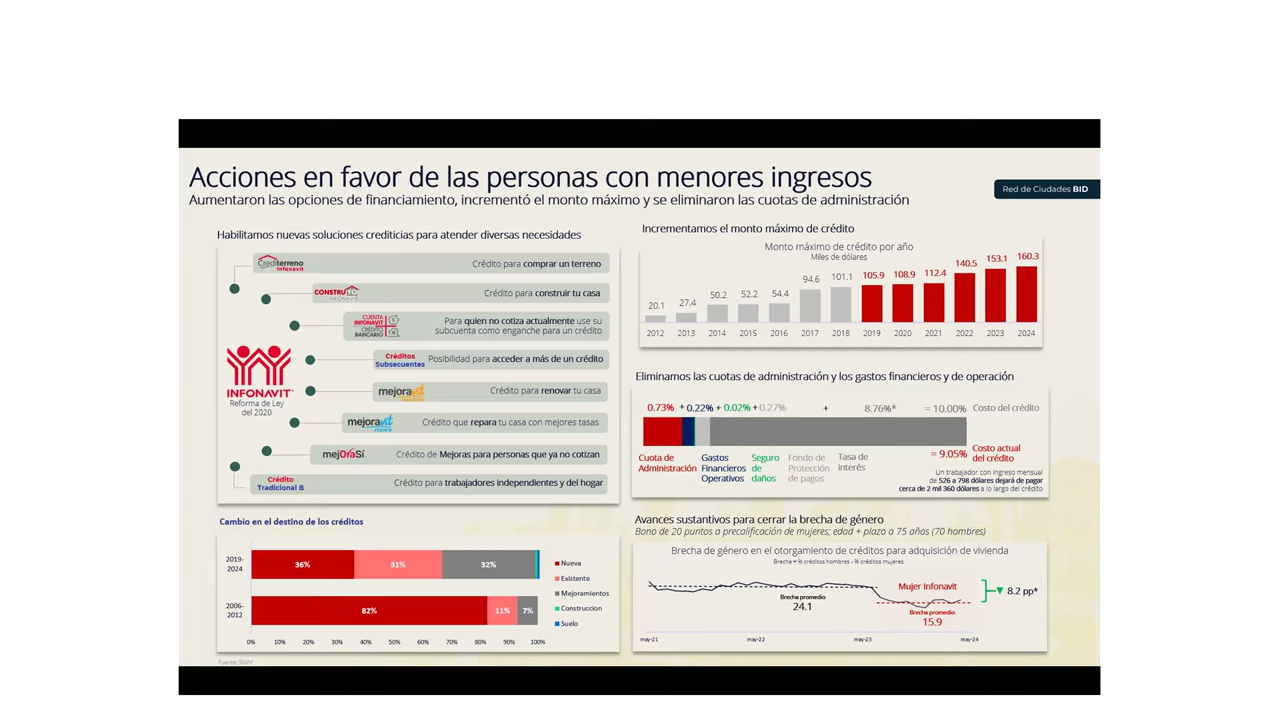 Acciones en favor de las personas con menores ingresos
Aumentaron las opciones de financiamiento, incrementó el monto máximo y se eliminaron las cuotas de administración
Red de Ciudades BID
Habilitamos nuevas soluciones crediticias para atender diversas necesidades
Crediterreno
Infonavit
Crédito para comprar un terreno
CONSTRUYO
INFONAVIT
Crédito para construir tu casa
CUENTA
INFONAVIT
CRÉDITO
BANCARIO
Para quien no cotiza actualmente use su
subcuenta como enganche para un crédito
Créditos
Subsecuentes
Posibilidad para acceder a más de un crédito
mejoravit
Crédito para renovar tu casa
mejoravit
repara
Crédito que repara tu casa con mejores tasas
mejOraSí.
Crédito de Mejoras para personas que ya no cotizan
Crédito
Tradicional B
Crédito para trabajadores independientes y del hogar
INFONAVIT
Reforma de Ley
del 2020
Incrementamos el monto máximo de crédito
Monto máximo de crédito por año
Miles de dólares
20.1 27.4 50.2 52.2 54.4 94.6 101.1 105.9 108.9 112.4 140.5 153.1 160.3
2012 2013 2014 2015 2016 2017 2018 2019 2020 2021 2022 2023 2024
Eliminamos las cuotas de administración y los gastos financieros y de operación
0.73% + 0.22% + 0.02% + 0.27% + 8.76%* = 10.00% Costo del crédito
Cuota de
Administración
Gastos
Financieros
Operativos
Seguro
de
daños
Fondo de
Protección
de pagos
Tasa de
interés
= 9.05% Costo actual
del crédito
Un trabajador con ingreso mensual
de 526 a 798 dólares dejará de pagar
cerca de 2 mil 360 dólares a lo largo del crédito
Cambio en el destino de los créditos
2019-
2024
36% 31% 32%
2006-
2012
82% 11% 7%
0% 10% 20% 30% 40% 50% 60% 70% 80% 90% 100%
Nueva
Existente
Mejoramientos
Construccion
Suelo
Fuente: SNIIV
Avances sustantivos para cerrar la brecha de género
Bono de 20 puntos a precalificación de mujeres; edad + plazo a 75 años (70 hombres)
Brecha de género en el otorgamiento de créditos para adquisición de vivienda
Brecha = % créditos hombres - % créditos mujeres
Brecha promedio
24.1
Mujer Infonavit
Brecha promedio
15.9
8.2 pp*
may-21 may-22 may-23 may-24